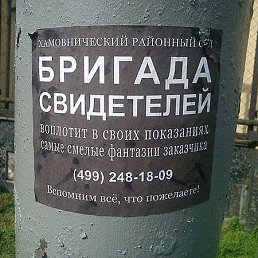 ХАМОВНИЧЕСКИЙ РАЙОННЫЙ СУД
БРИГАДА
СВИДЕТЕЛЕЙ
воплотит в своих показаниях
самые смелые фантазии заказчика
(499) 248-18-09
Вспомним всё, что пожелаете!